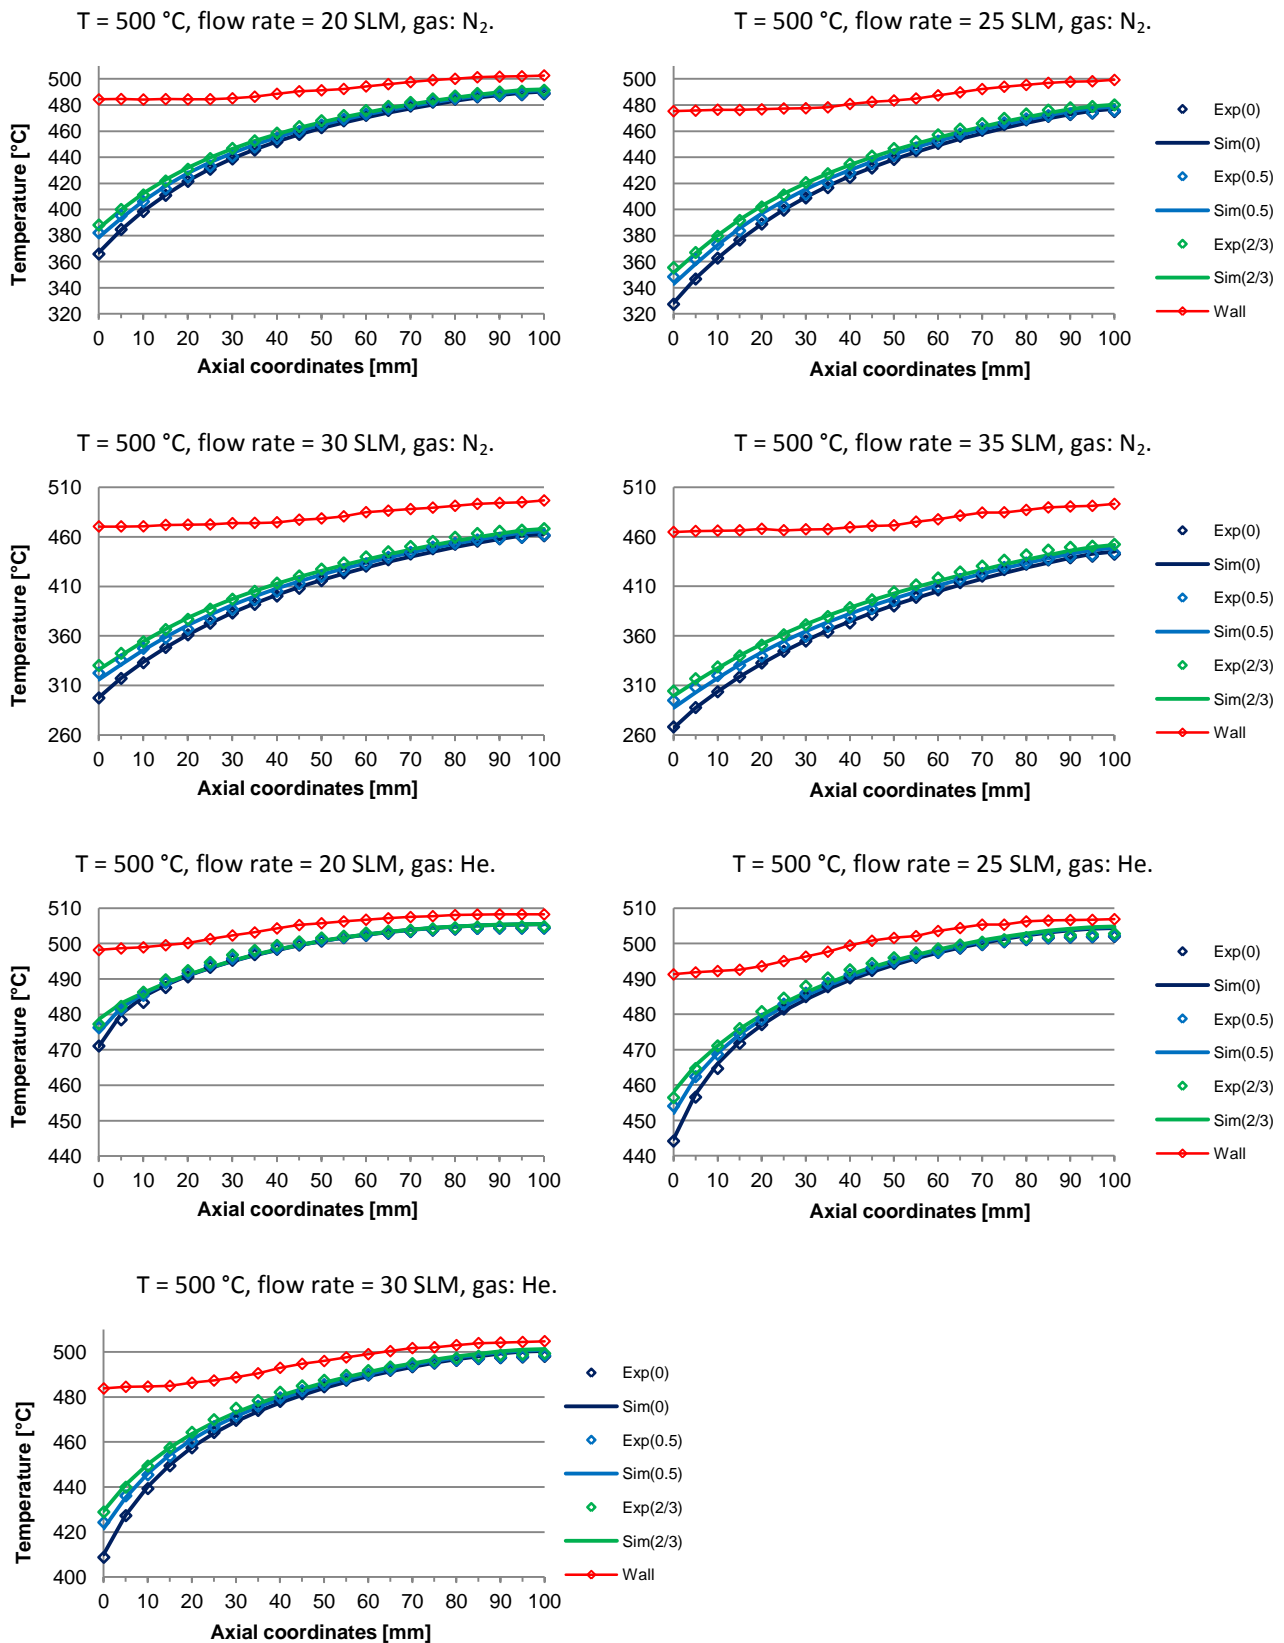 T = 500 °C, flow rate = 20 SLM, gas: N₂.
500
480
460
440
420
400
380
360
340
320
Temperature [°C]
0 10 20 30 40 50 60 70 80 90 100
Axial coordinates [mm]
T = 500 °C, flow rate = 25 SLM, gas: N₂.
500
480
460
440
420
400
380
360
340
320
0 10 20 30 40 50 60 70 80 90 100
Axial coordinates [mm]
Exp(0)
Sim(0)
Exp(0.5)
Sim(0.5)
Exp(2/3)
Sim(2/3)
Wall
T = 500 °C, flow rate = 30 SLM, gas: N₂.
510
460
410
360
310
260
Temperature [°C]
0 10 20 30 40 50 60 70 80 90 100
Axial coordinates [mm]
T = 500 °C, flow rate = 35 SLM, gas: N₂.
510
460
410
360
310
260
0 10 20 30 40 50 60 70 80 90 100
Axial coordinates [mm]
Exp(0)
Sim(0)
Exp(0.5)
Sim(0.5)
Exp(2/3)
Sim(2/3)
Wall
T = 500 °C, flow rate = 20 SLM, gas: He.
510
500
490
480
470
460
450
440
Temperature [°C]
0 10 20 30 40 50 60 70 80 90 100
Axial coordinates [mm]
T = 500 °C, flow rate = 25 SLM, gas: He.
510
500
490
480
470
460
450
440
0 10 20 30 40 50 60 70 80 90 100
Axial coordinates [mm]
Exp(0)
Sim(0)
Exp(0.5)
Sim(0.5)
Exp(2/3)
Sim(2/3)
Wall
T = 500 °C, flow rate = 30 SLM, gas: He.
500
480
460
440
420
400
Temperature [°C]
0 10 20 30 40 50 60 70 80 90 100
Axial coordinates [mm]
Exp(0)
Sim(0)
Exp(0.5)
Sim(0.5)
Exp(2/3)
Sim(2/3)
Wall